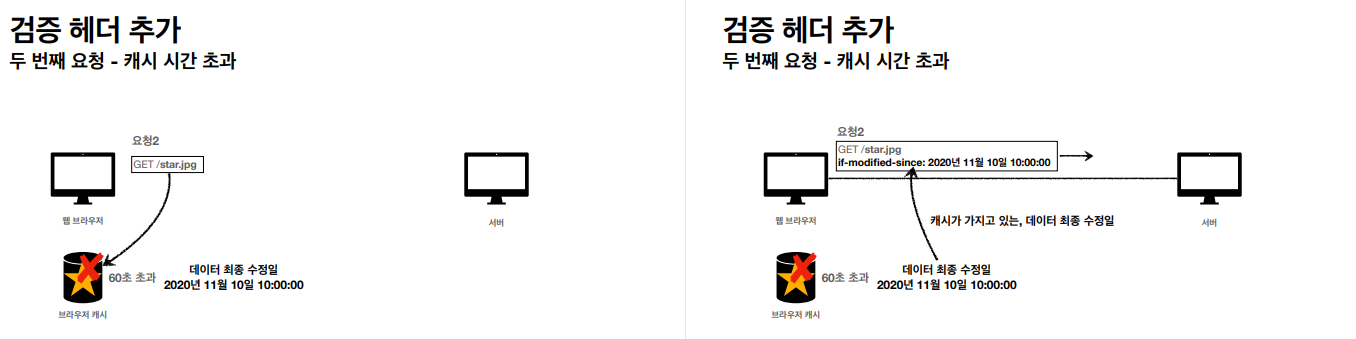 검증 헤더 추가
두 번째 요청 - 캐시 시간 초과
요청2
GET /star.jpg
웹 브라우저
서버
60초 초과
데이터 최종 수정일
2020년 11월 10일 10:00:00
브라우저 캐시
검증 헤더 추가
두 번째 요청 - 캐시 시간 초과
요청2
GET /star.jpg
if-modified-since: 2020년 11월 10일 10:00:00
웹 브라우저
캐시가 가지고 있는, 데이터 최종 수정일
서버
60초 초과
데이터 최종 수정일
2020년 11월 10일 10:00:00
브라우저 캐시